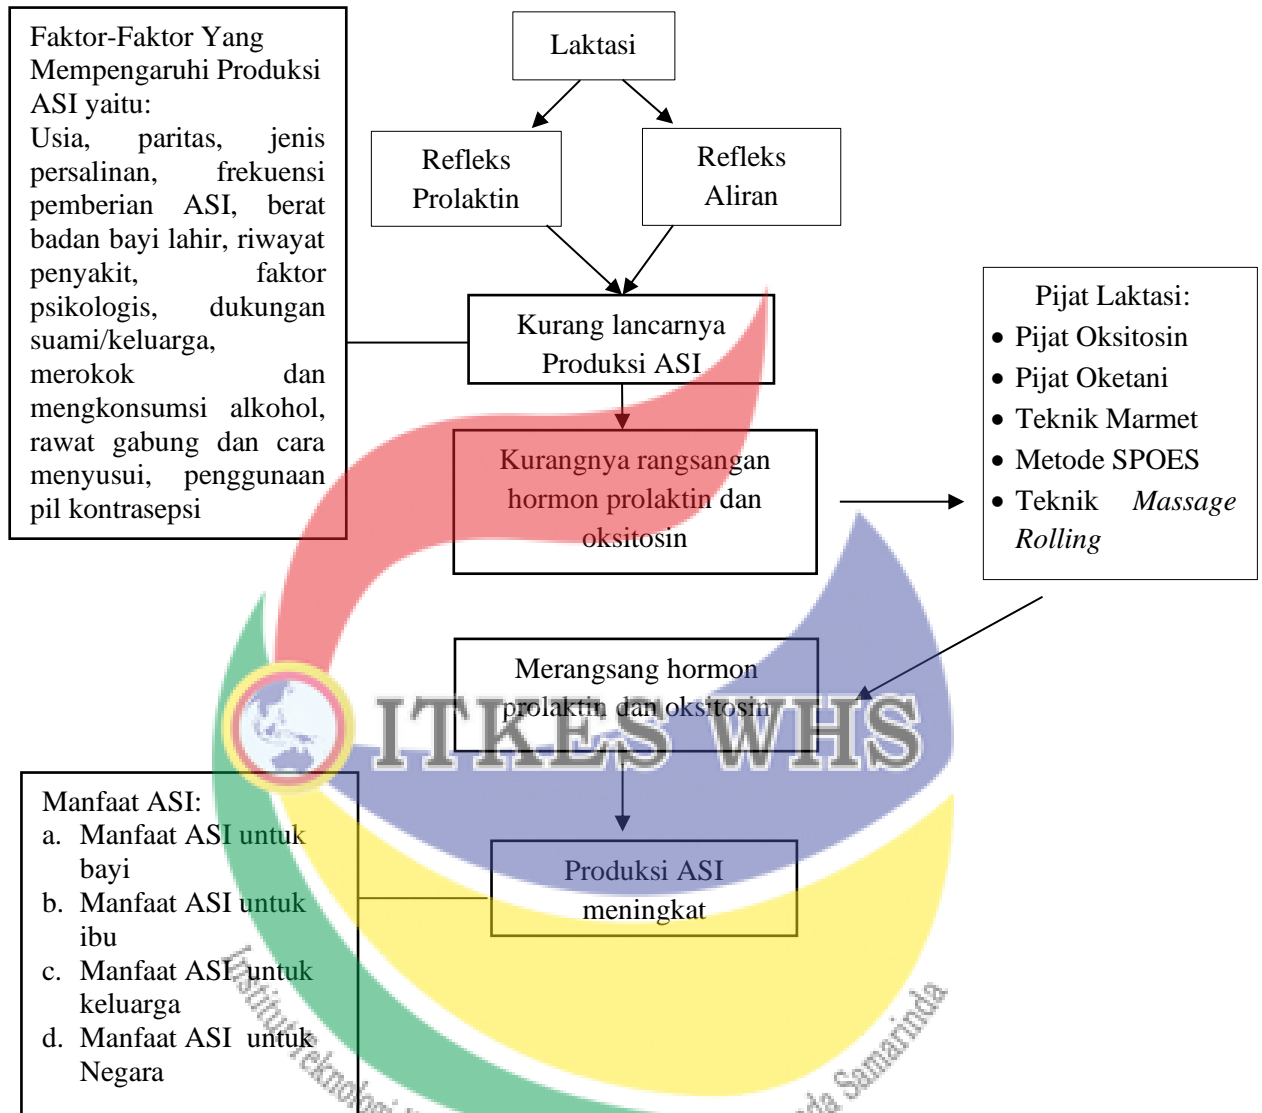 Faktor-Faktor Yang
Mempengaruhi Produksi
ASI yaitu:
Usia, paritas, jenis
persalinan, frekuensi
pemberian ASI, berat
badan bayi lahir, riwayat
penyakit, faktor
psikologis, dukungan
suami/keluarga,
merokok dan
mengkonsumsi alkohol,
rawat gabung dan cara
menyusui, penggunaan
pil kontrasepsi
Laktasi
Refleks
Prolaktin
Refleks
Aliran
Kurang lancarnya
Produksi ASI
Kurangnya rangsangan
hormon prolaktin dan
oksitosin
Pijat Laktasi:
• Pijat Oksitosin
• Pijat Oketani
• Teknik Marmet
• Metode SPOES
• Teknik Massage
Rolling
Merangsang hormon
prolaktin dan oksitosin
ITKES WHS
Produksi ASI
meningkat
Manfaat ASI:
a. Manfaat ASI untuk
bayi
b. Manfaat ASI untuk
ibu
c. Manfaat ASI untuk
keluarga
d. Manfaat ASI untuk
Negara
Institut Teknologi
Samarinda